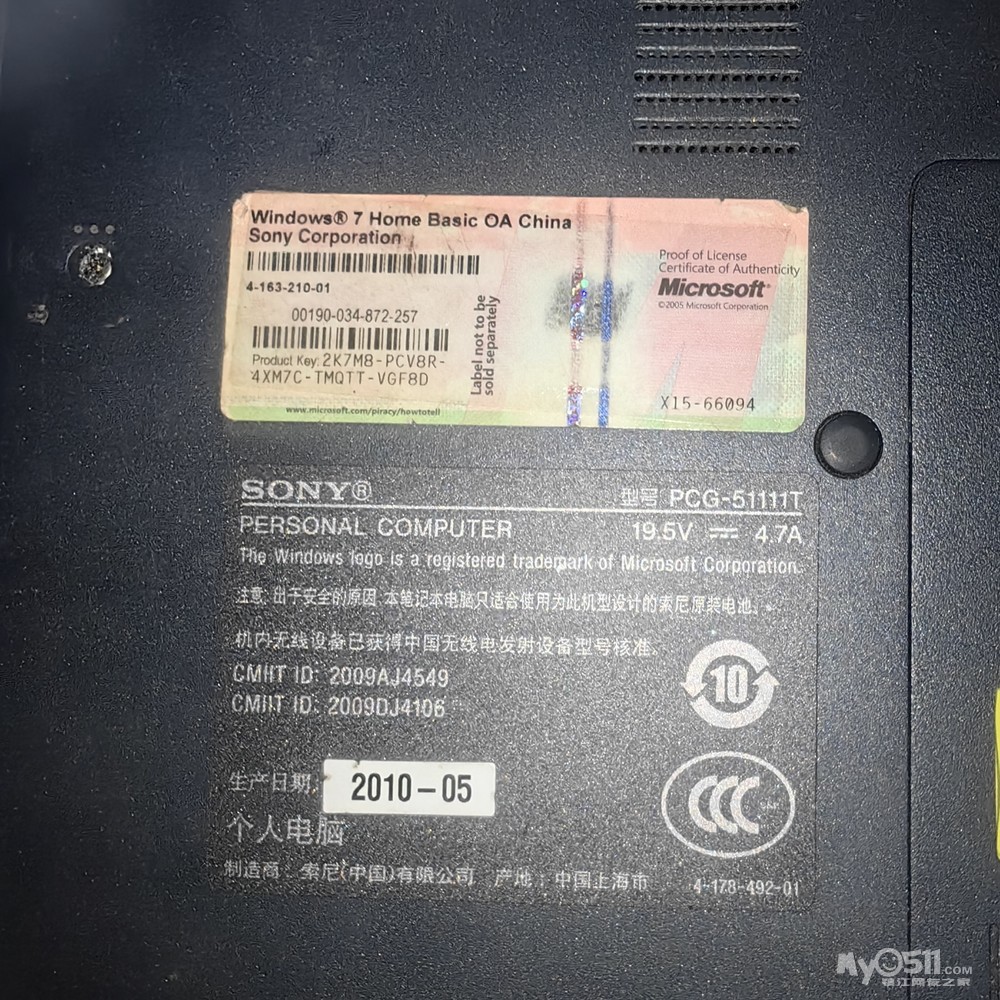 Windows® 7 Home Basic OA China
Sony Corporation
4-163-210-01
00190-034-872-257
Product Key: 2K7M8-PCV8R-
4XM7C-TMQTT-VGF8D
www.microsoft.com/piracy/howtotell
Label not to be
sold separately
Proof of License
Certificate of Authenticity
Microsoft®
©2005 Microsoft Corporation
X15-66094
SONY® 型号 PCG-51111T
PERSONAL COMPUTER 19.5V 4.7A
The Windows logo is a registered trademark of Microsoft Corporation.
注意: 出于安全的原因, 本笔记本电脑只适合使用为此机型设计的索尼原装电池。
机内无线设备已获得中国无线电发射设备型号核准。
CMIIT ID: 2009AJ4549
CMIIT ID: 2009DJ4106
10
生产日期: 2010-05
CCC
个人电脑
制造商: 索尼(中国)有限公司 产地: 中国上海市 4-178-492-01
My0511.COM
镇江网友之家